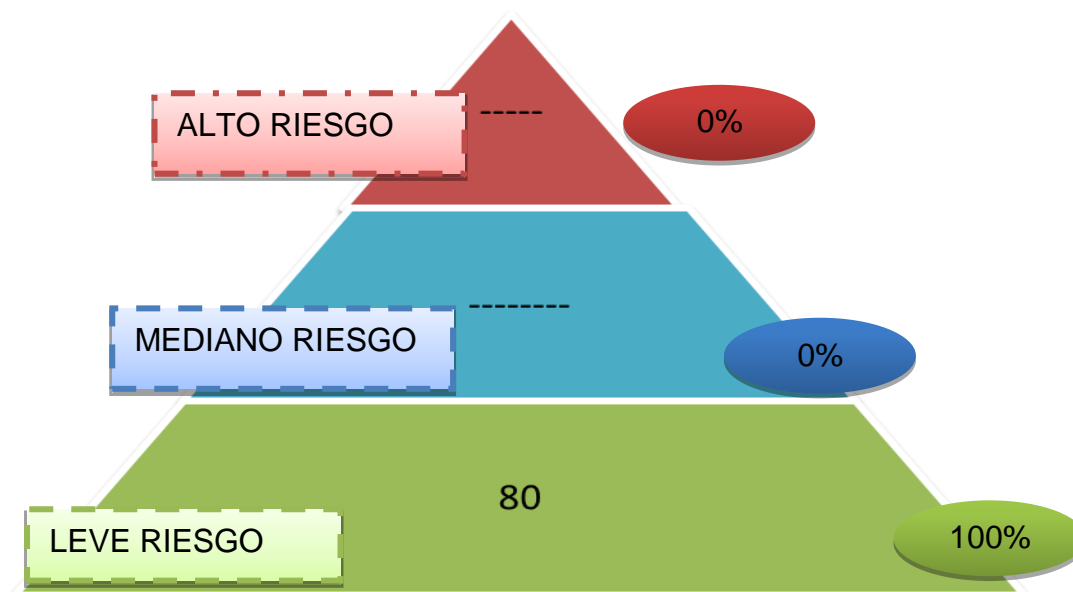 ALTO RIESGO ----- 0%
MEDIANO RIESGO -------- 0%
80
LEVE RIESGO 100%